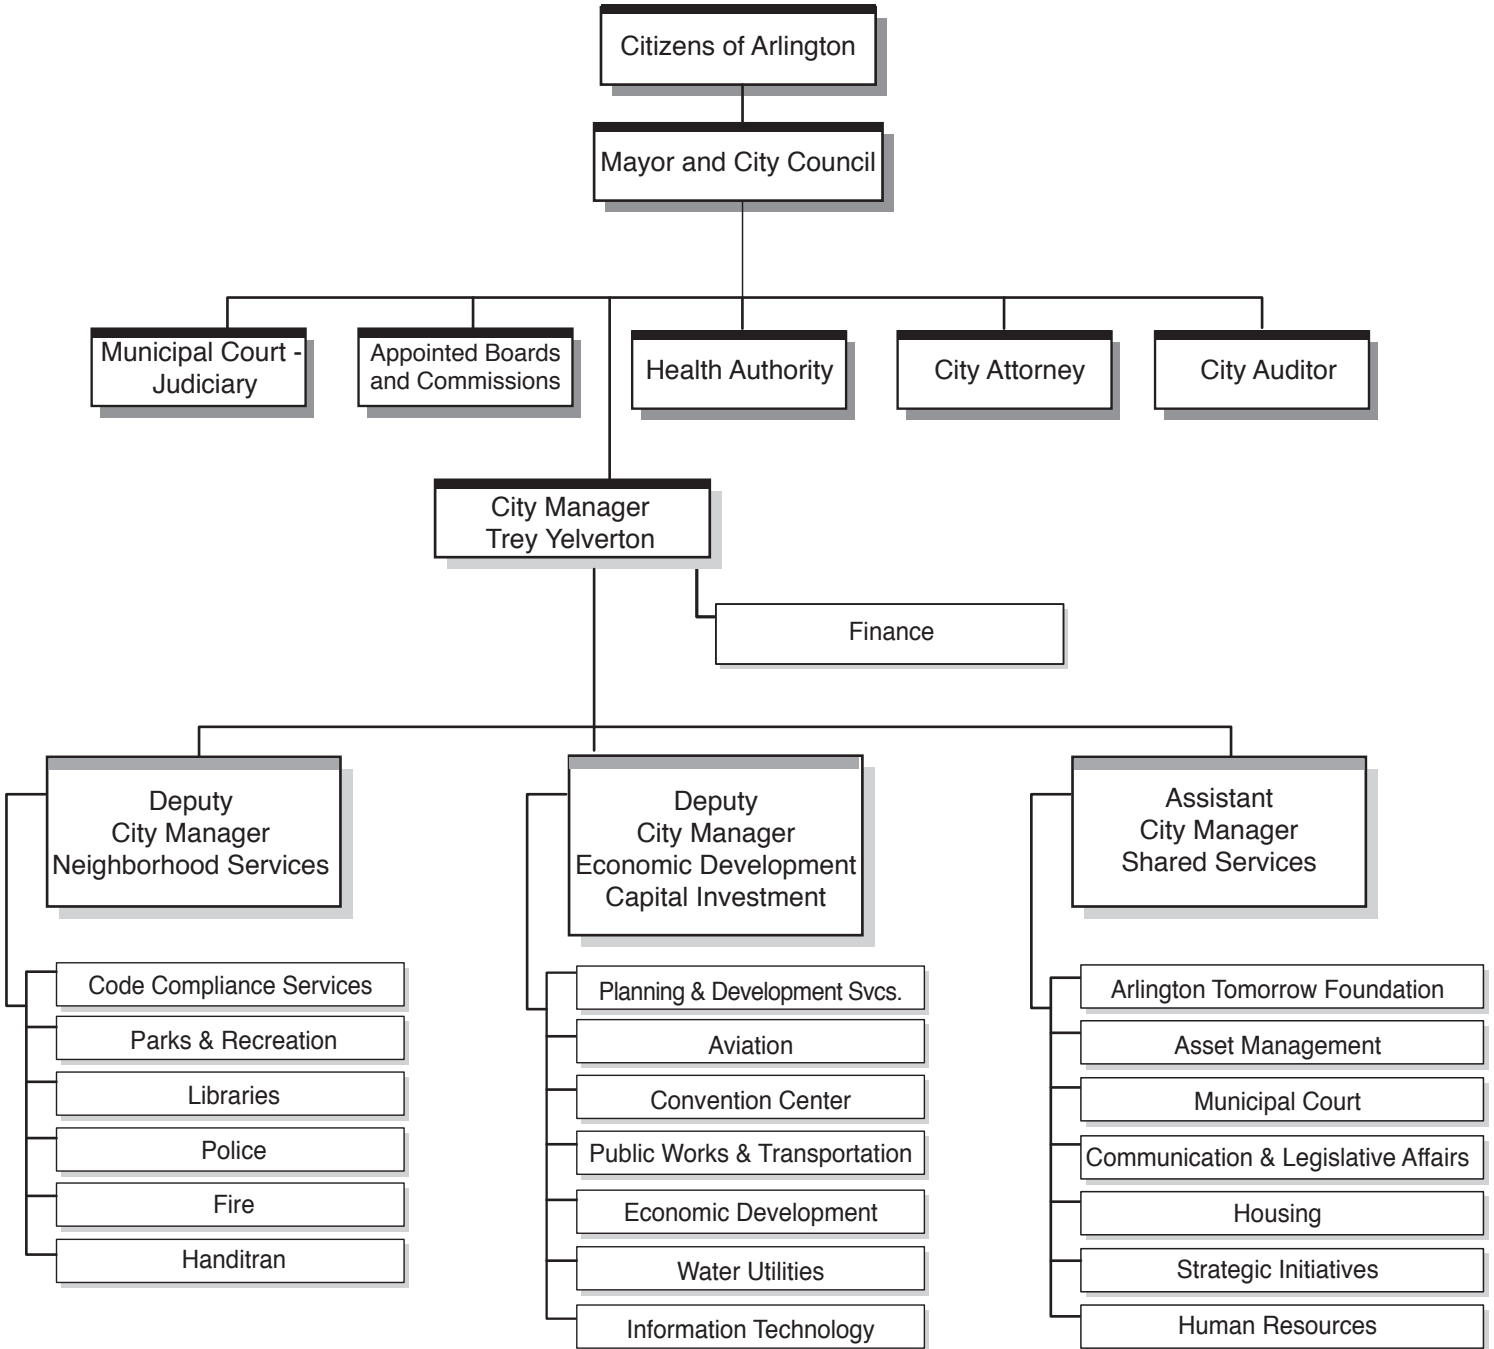 Citizens of Arlington
Mayor and City Council
Municipal Court -
Judiciary
Appointed Boards
and Commissions
Health Authority
City Attorney
City Auditor
City Manager
Trey Yelverton
Finance
Deputy
City Manager
Neighborhood Services
Code Compliance Services
Parks & Recreation
Libraries
Police
Fire
Handitran
Deputy
City Manager
Economic Development
Capital Investment
Planning & Development Svcs.
Aviation
Convention Center
Public Works & Transportation
Economic Development
Water Utilities
Information Technology
Assistant
City Manager
Shared Services
Arlington Tomorrow Foundation
Asset Management
Municipal Court
Communication & Legislative Affairs
Housing
Strategic Initiatives
Human Resources